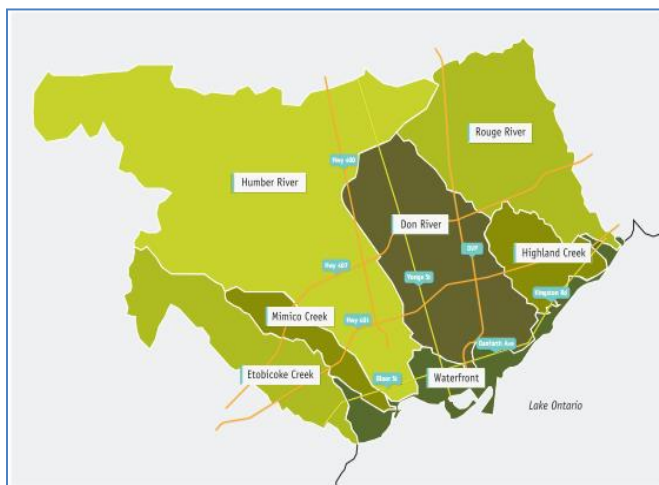 Rouge River
Hwy 400
Humber River
Don River
DVP
Highland Creek
Hwy 407
Yonge St
Kingston Rd
Mimico Creek
Hwy 401
Danforth Ave
Etobicoke Creek
Bloor St
Waterfront
Lake Ontario